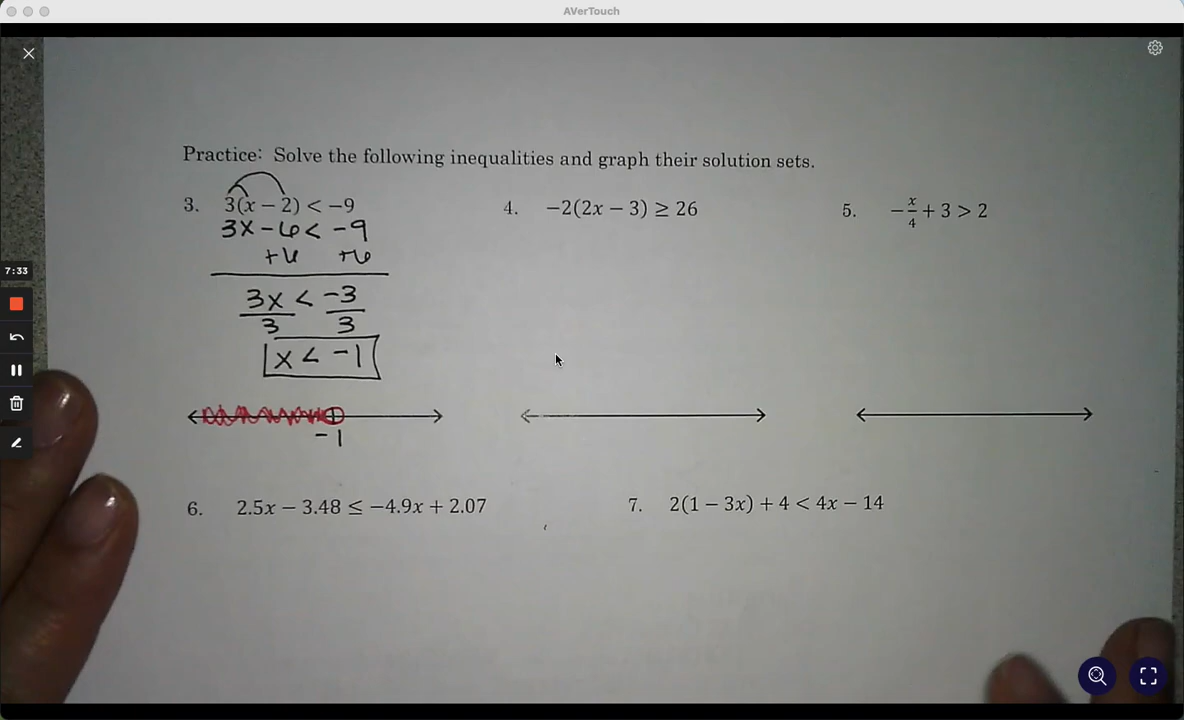 AVerTouch
Practice: Solve the following inequalities and graph their solution sets.
3. 3(x − 2) < −9
3x − 6 < −9
+6 +6
3x < −3
3 3
x < −1
−1
4. −2(2x − 3) ≥ 26
5. −x/4 + 3 > 2
7:33
6. 2.5x − 3.48 ≤ −4.9x + 2.07
7. 2(1 − 3x) + 4 < 4x − 14